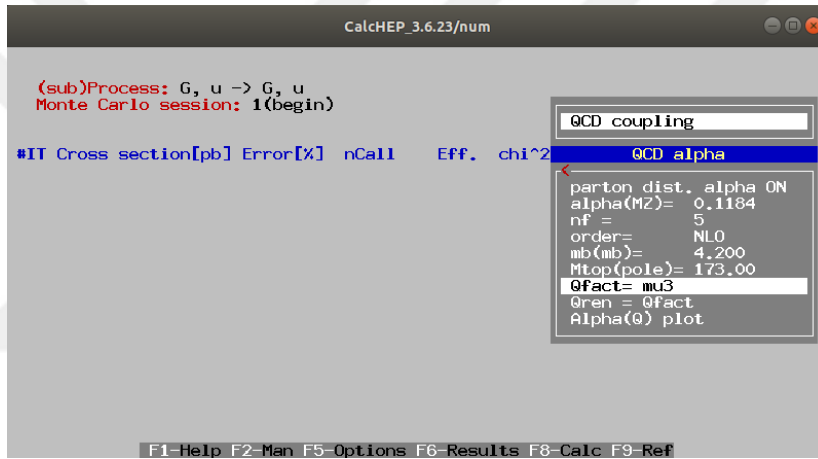 CalcHEP_3.6.23/num
(sub)Process: G, u -> G, u
Monte Carlo session: 1(begin)
#IT Cross section[pb] Error[%] nCall Eff. chi^2
QCD coupling
QCD alpha
<
parton dist. alpha ON
alpha(MZ)= 0.1184
nf = 5
order= NLO
mb(mb)= 4.200
Mtop(pole)= 173.00
Qfact= mu3
Qren = Qfact
Alpha(Q) plot
F1-Help F2-Man F5-Options F6-Results F8-Calc F9-Ref